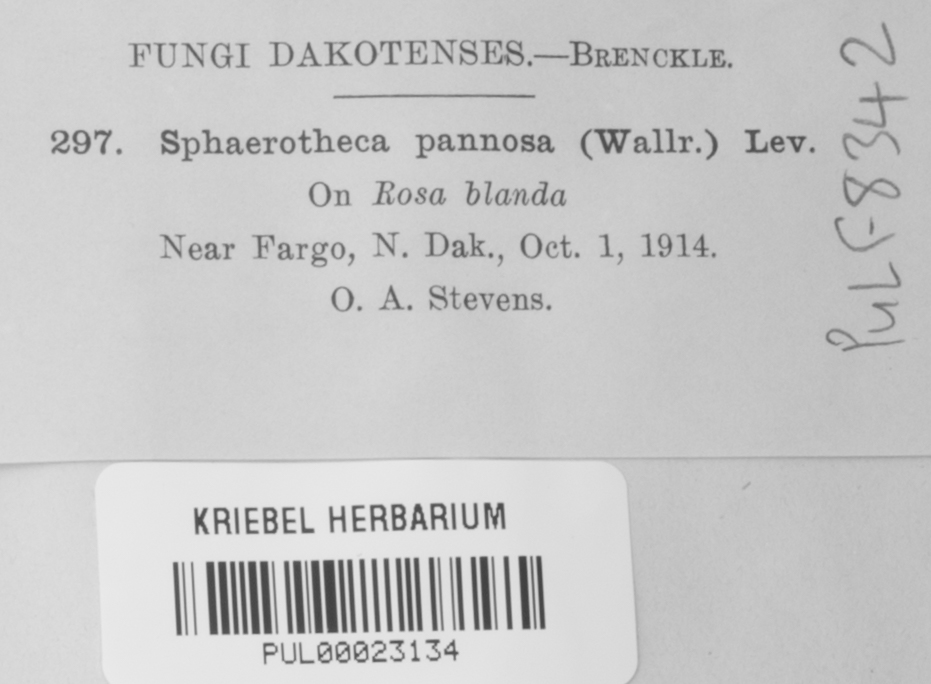 FUNGI DAKOTENSES.—BRENCKLE.
297. Sphaerotheca pannosa (Wallr.) Lev.
On Rosa blanda
Near Fargo, N. Dak., Oct. 1, 1914.
O. A. Stevens.
PUL F-8342
KRIEBEL HERBARIUM
PUL00023134